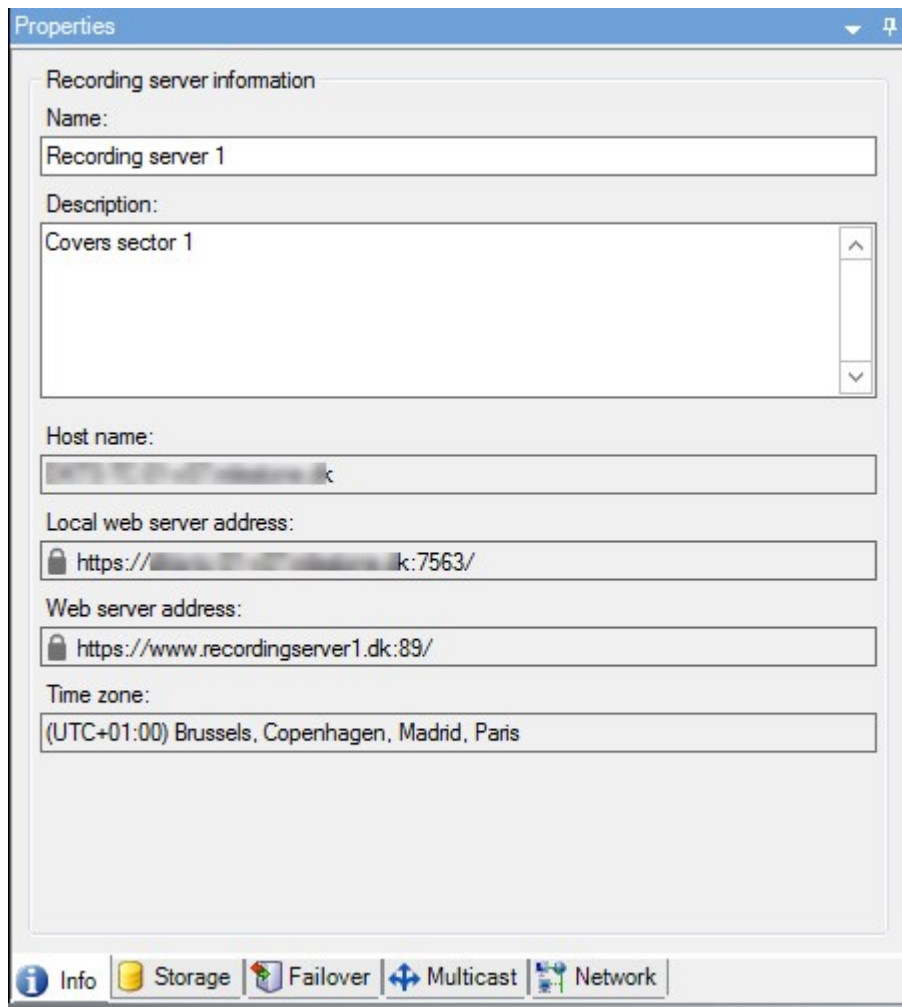 Properties
Recording server information
Name:
Recording server 1
Description:
Covers sector 1
Host name:
Local web server address:
https:// k:7563/
Web server address:
https://www.recordingserver1.dk:89/
Time zone:
(UTC+01:00) Brussels, Copenhagen, Madrid, Paris
Info Storage Failover Multicast Network